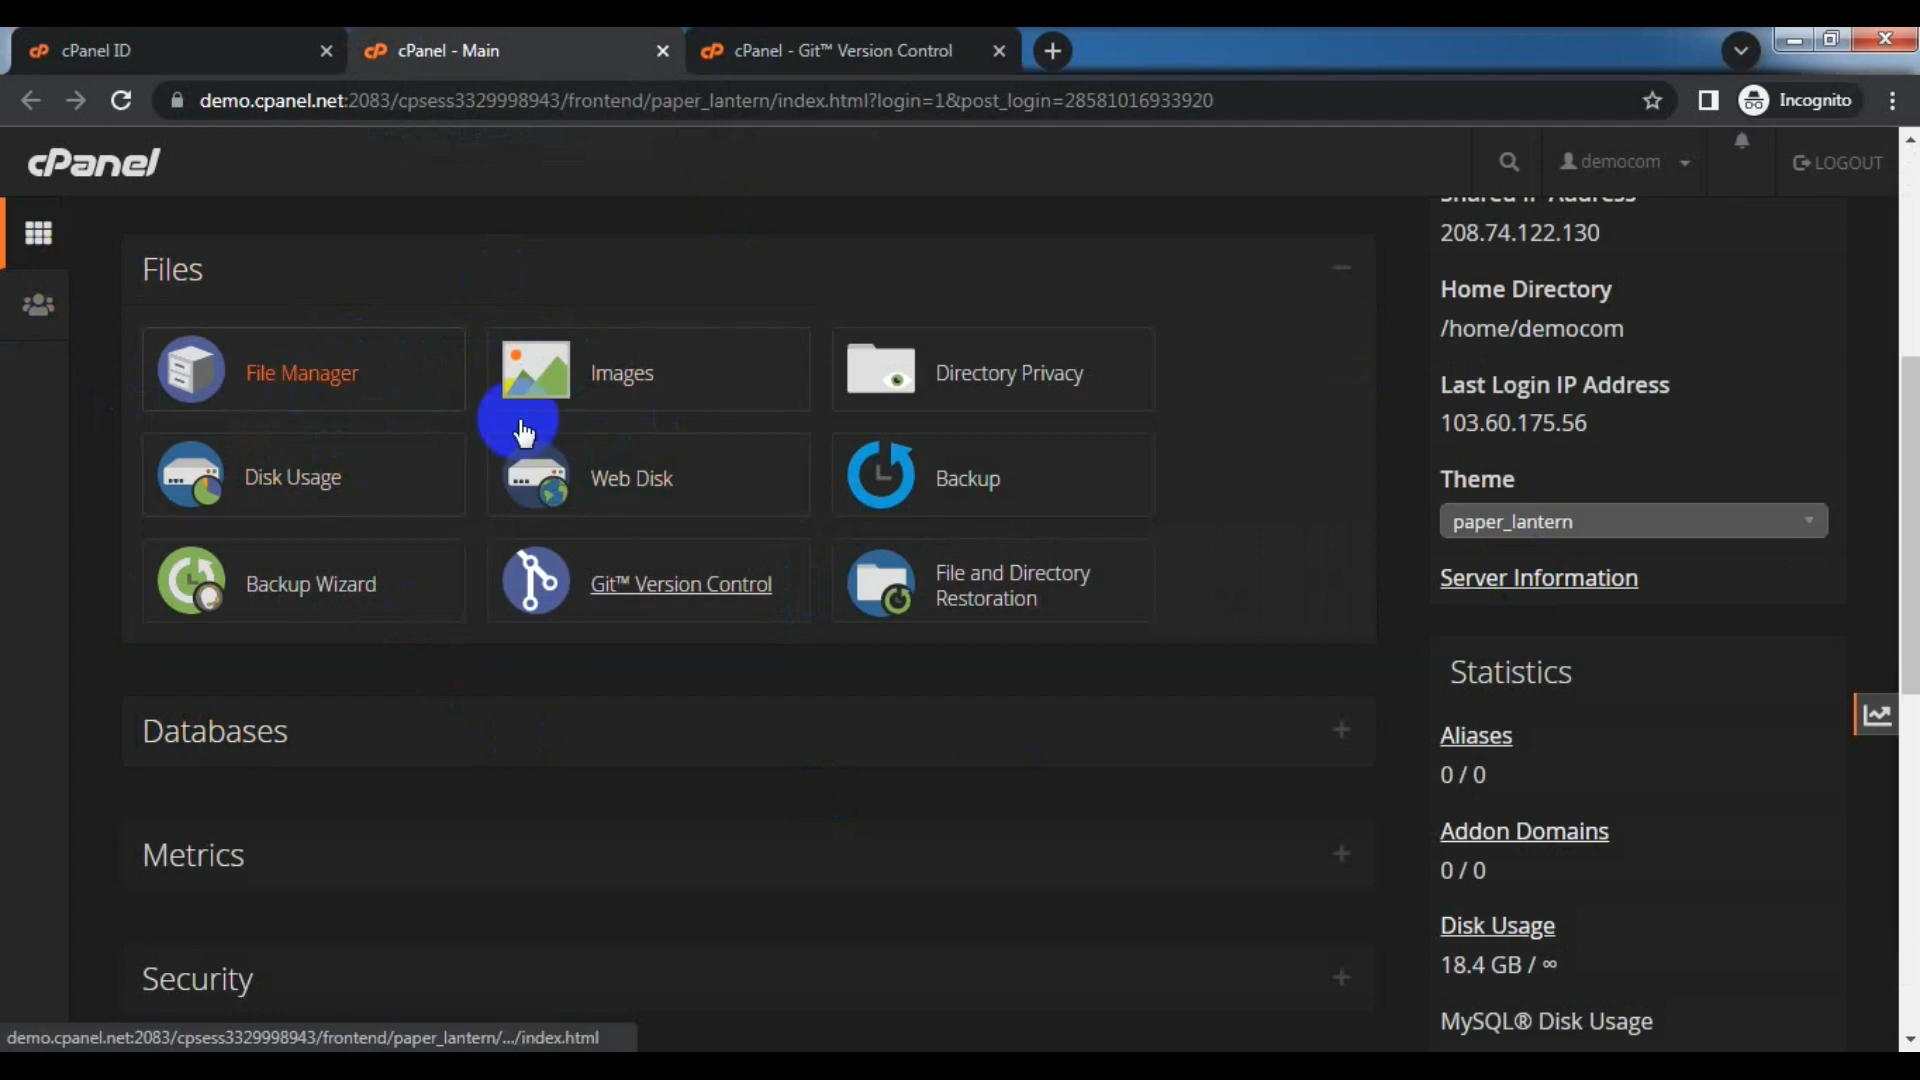 cPanel ID
cPanel - Main
cPanel - Git™ Version Control
demo.cpanel.net:2083/cpsess3329998943/frontend/paper_lantern/index.html?login=1&post_login=28581016933920
Incognito
cPanel
democom
LOGOUT
Shared IP Address
208.74.122.130
Files
Home Directory
/home/democom
File Manager
Images
Directory Privacy
Last Login IP Address
103.60.175.56
Disk Usage
Web Disk
Backup
Theme
paper_lantern
Backup Wizard
Git™ Version Control
File and Directory
Restoration
Server Information
Statistics
Databases
Aliases
0 / 0
Metrics
Addon Domains
0 / 0
Disk Usage
18.4 GB / ∞
Security
MySQL® Disk Usage
demo.cpanel.net:2083/cpsess3329998943/frontend/paper_lantern/.../index.html